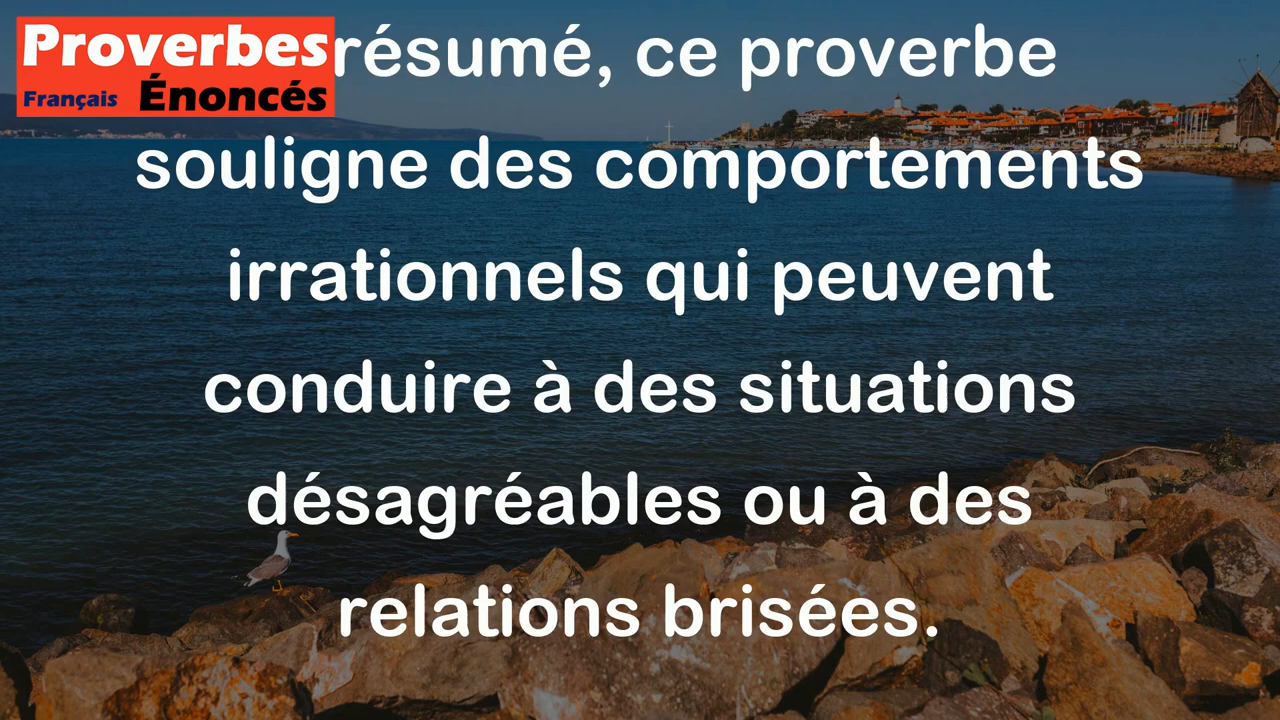 Proverbes
Français Énoncés
résumé, ce proverbe
souligne des comportements
irrationnels qui peuvent
conduire à des situations
désagréables ou à des
relations brisées.